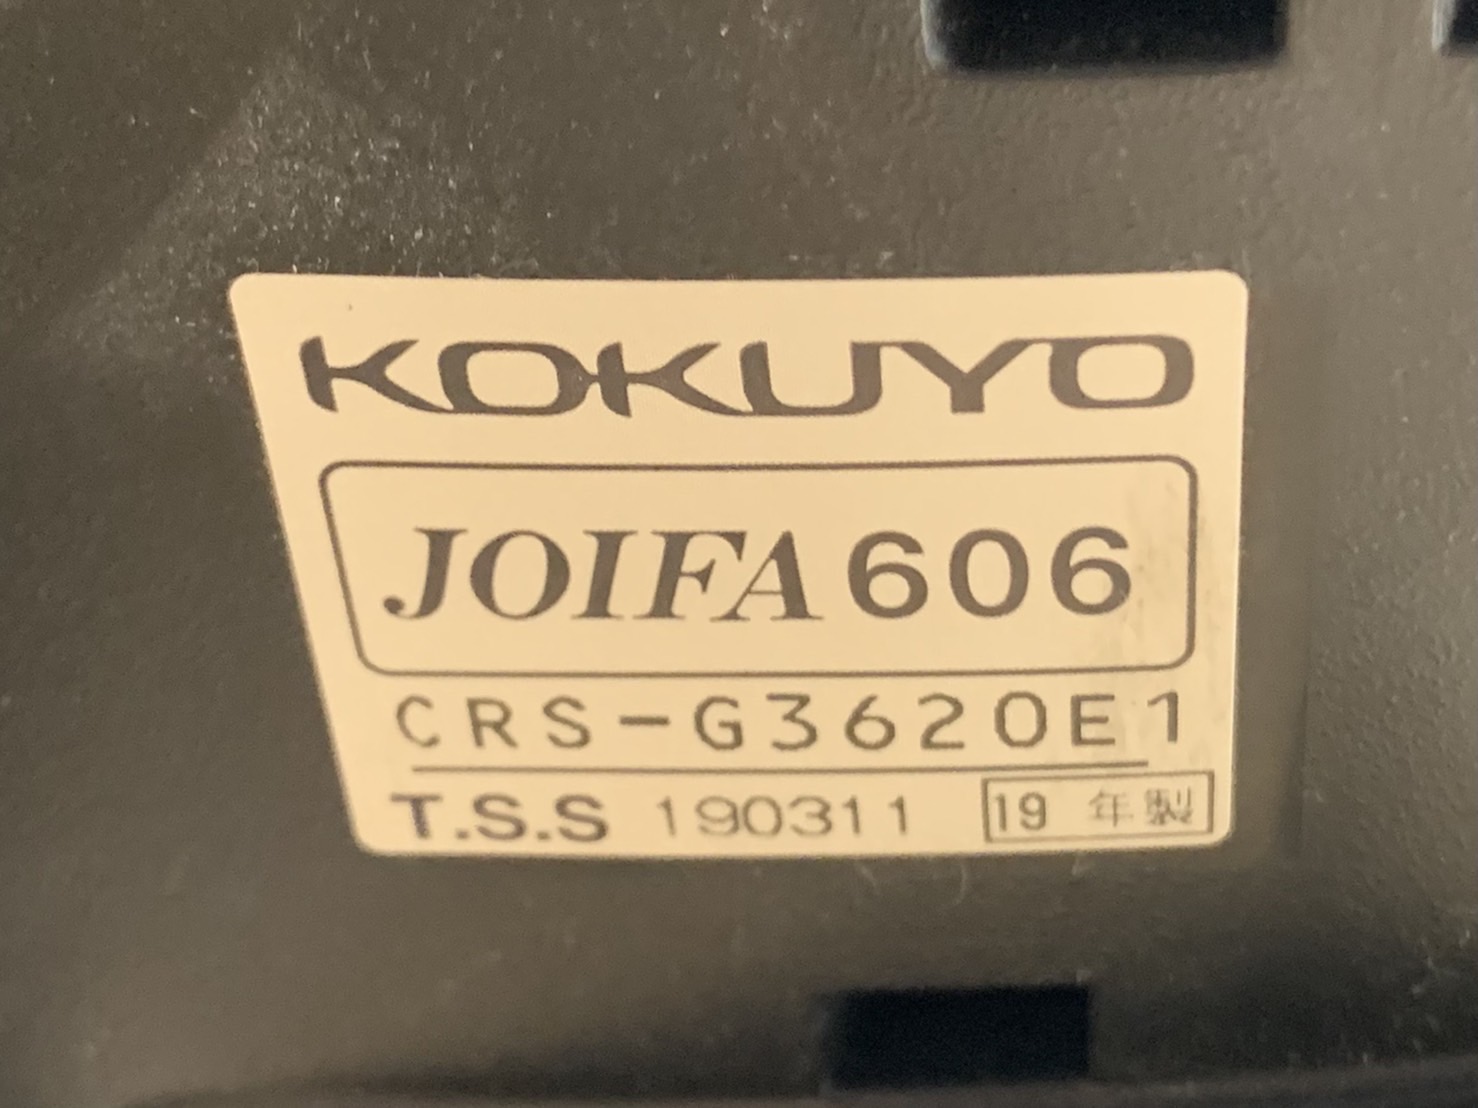 KOKUYO
JOIFA 606
CRS-G3620E1
T.S.S 190311 19 年製